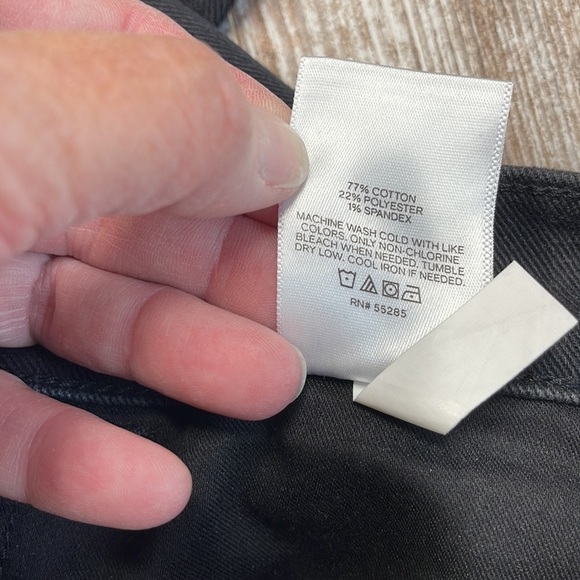 77% COTTON
22% POLYESTER
1% SPANDEX
MACHINE WASH COLD WITH LIKE
COLORS. ONLY NON-CHLORINE
BLEACH WHEN NEEDED. TUMBLE
DRY LOW. COOL IRON IF NEEDED.
RN# 55285